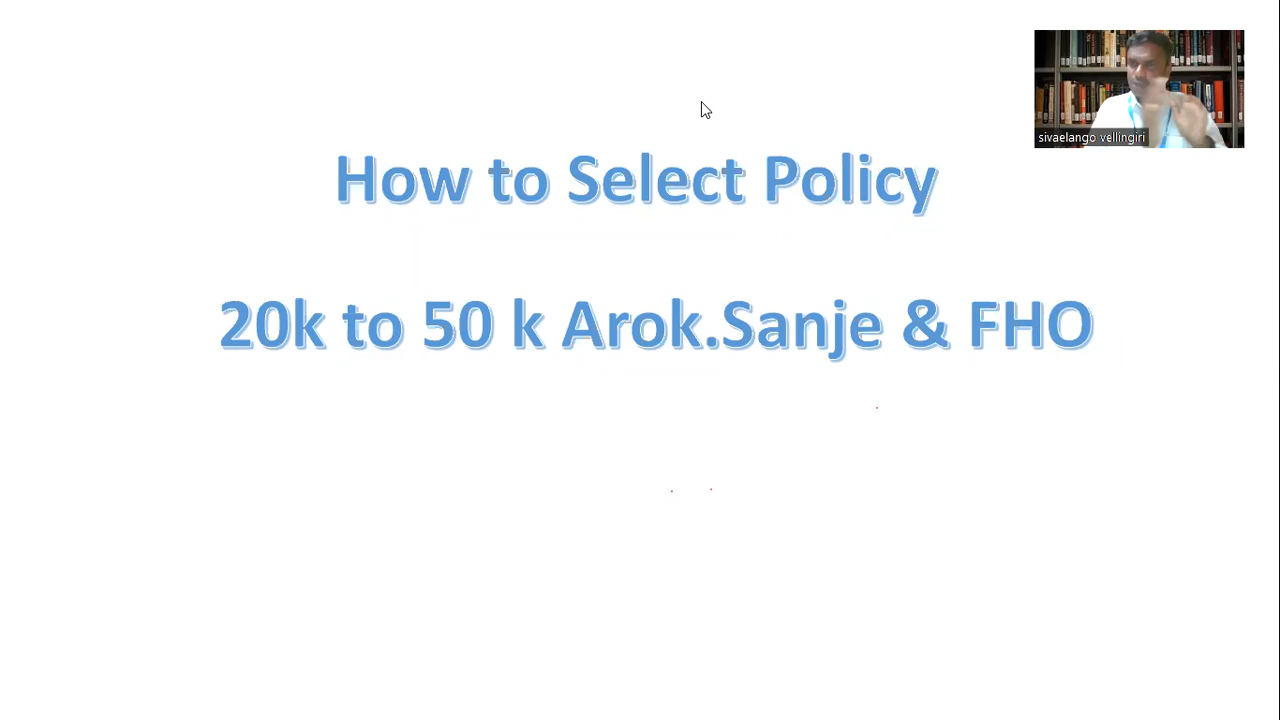 sivaelango vellingiri
How to Select Policy
20k to 50 k Arok.Sanje & FHO